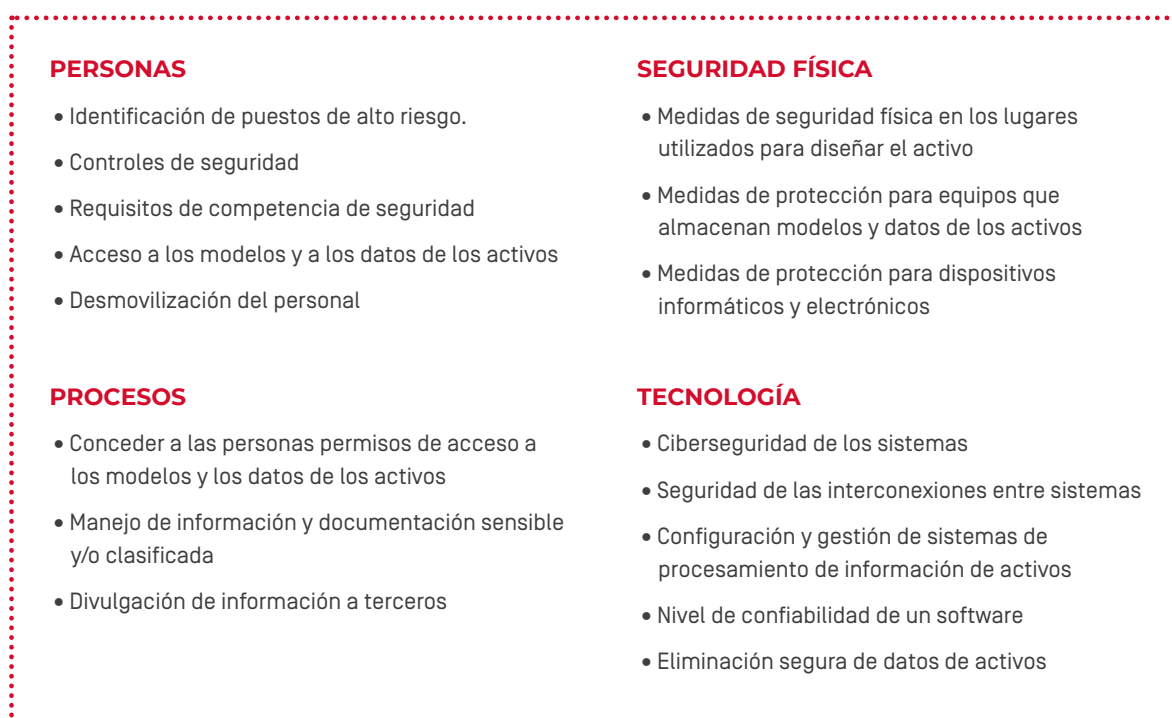 PERSONAS
• Identificación de puestos de alto riesgo.
• Controles de seguridad
• Requisitos de competencia de seguridad
• Acceso a los modelos y a los datos de los activos
• Desmovilización del personal
SEGURIDAD FÍSICA
• Medidas de seguridad física en los lugares
utilizados para diseñar el activo
• Medidas de protección para equipos que
almacenan modelos y datos de los activos
• Medidas de protección para dispositivos
informáticos y electrónicos
PROCESOS
• Conceder a las personas permisos de acceso a
los modelos y los datos de los activos
• Manejo de información y documentación sensible
y/o clasificada
• Divulgación de información a terceros
TECNOLOGÍA
• Ciberseguridad de los sistemas
• Seguridad de las interconexiones entre sistemas
• Configuración y gestión de sistemas de
procesamiento de información de activos
• Nivel de confiabilidad de un software
• Eliminación segura de datos de activos